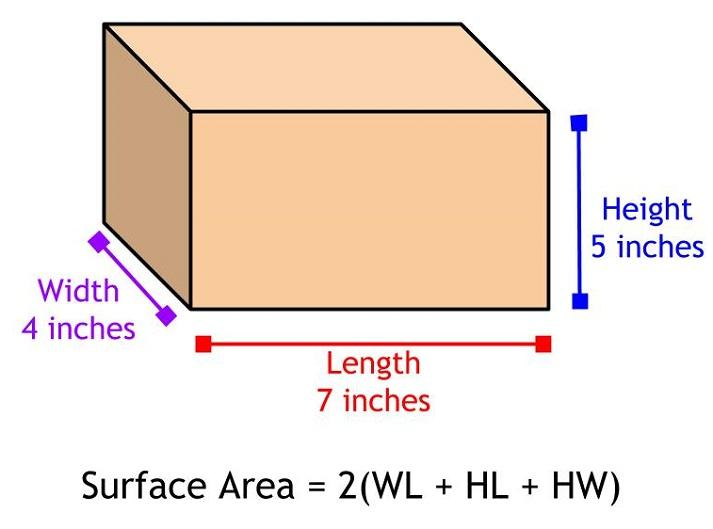 Height
5 inches
Width
4 inches
Length
7 inches
Surface Area = 2(WL + HL + HW)